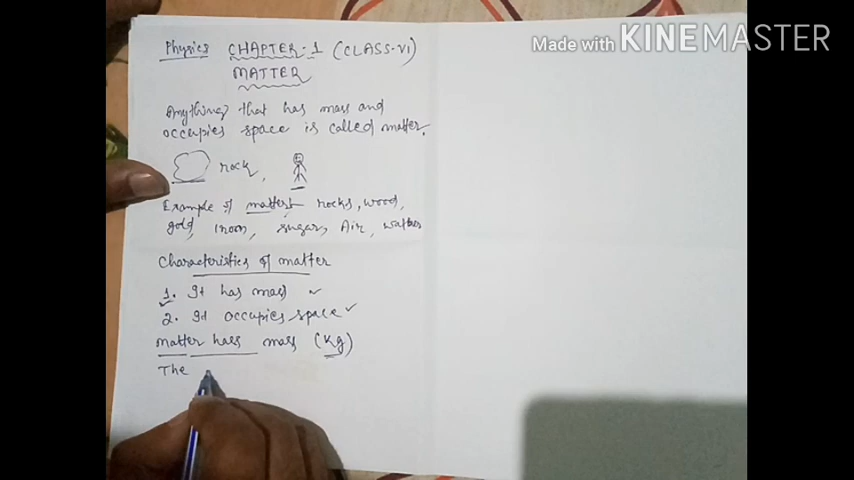 Made with KINEMASTER
Physics CHAPTER-1 (CLASS-VI)
MATTER
Anything that has mass and
occupies space is called matter.
rock,
Example of matter rocks, wood,
gold, Iron, sugar, Air, water
Characteristics of matter
1. It has mass
2. It occupies space
matter has mass (Kg)
The